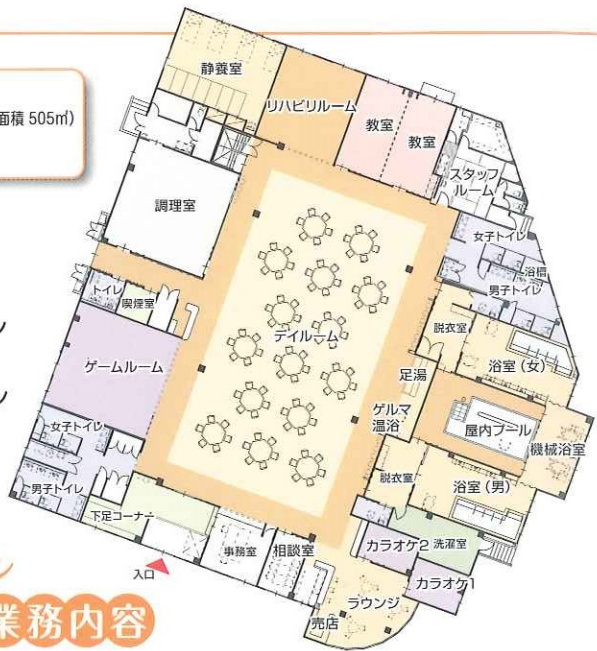 面積 505㎡)
静養室
リハビリルーム
教室
教室
スタッフ
ルーム
調理室
女子トイレ
浴槽
男子トイレ
トイレ
喫煙室
脱衣室
デイルーム
浴室(女)
ゲームルーム
足湯
ゲルマ
温浴
屋内プール
機械浴室
女子トイレ
脱衣室
浴室(男)
男子トイレ
下足コーナー
事務室
相談室
カラオケ2
洗濯室
カラオケ1
入口
ラウンジ
売店
業務内容